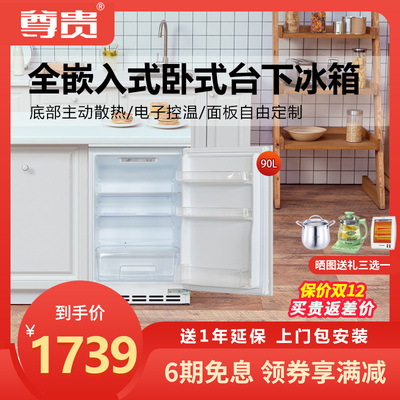 尊贵®
全嵌入式卧式台下冰箱
底部主动散热/电子控温/面板自由定制
90L
晒图送礼三选一
保价双12
买贵返差价
到手价
¥1739
送1年延保 上门包安装
6期免息 领券享满减